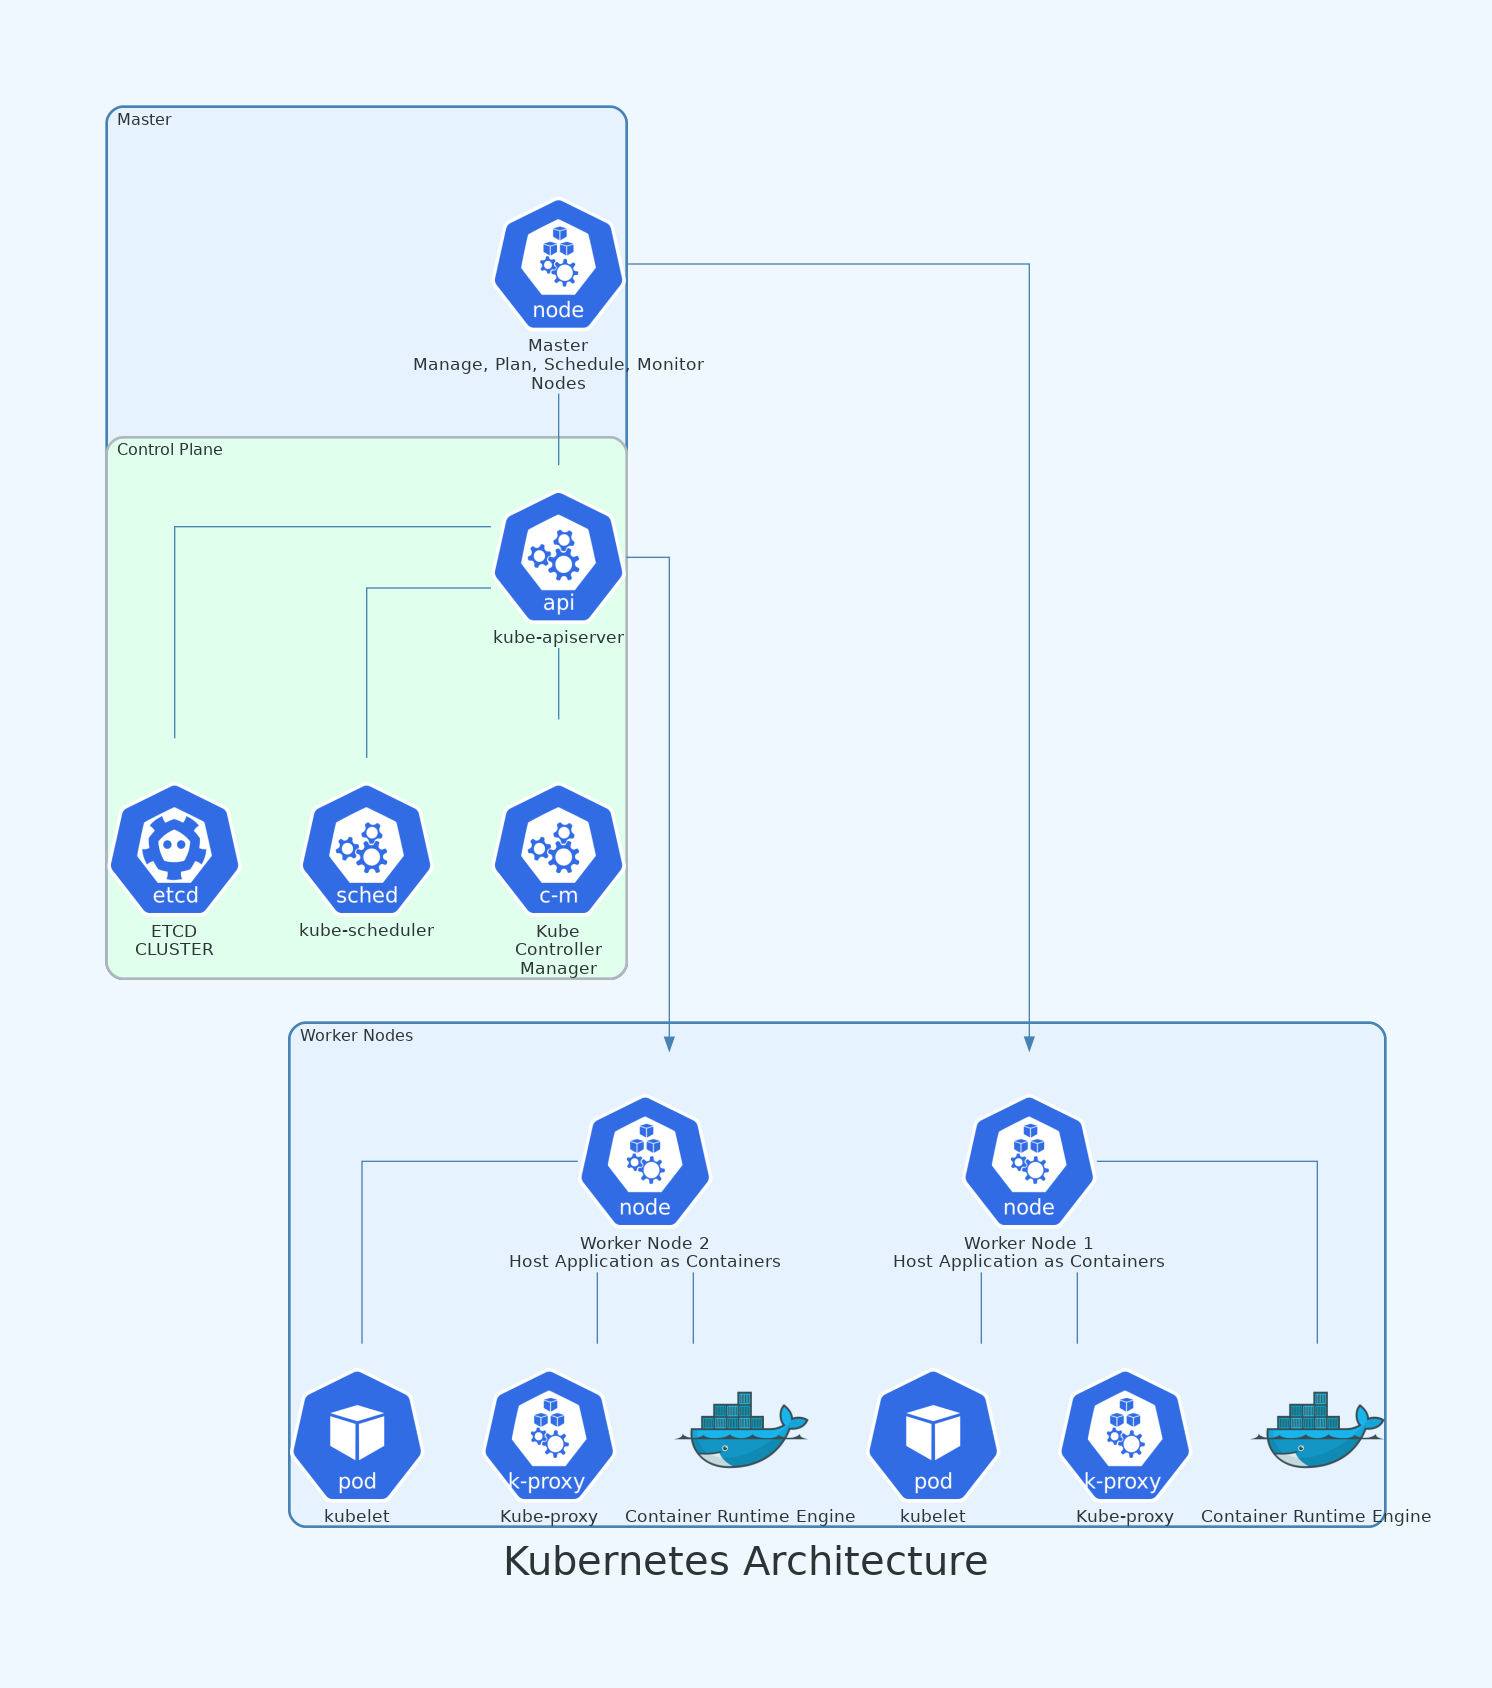 Master
node
Master
Manage, Plan, Schedule, Monitor
Nodes
Control Plane
api
kube-apiserver
etcd
ETCD
CLUSTER
sched
kube-scheduler
c-m
Kube
Controller
Manager
Worker Nodes
node
Worker Node 2
Host Application as Containers
node
Worker Node 1
Host Application as Containers
pod
kubelet
k-proxy
Kube-proxy
Container Runtime Engine
pod
kubelet
k-proxy
Kube-proxy
Container Runtime Engine
Kubernetes Architecture